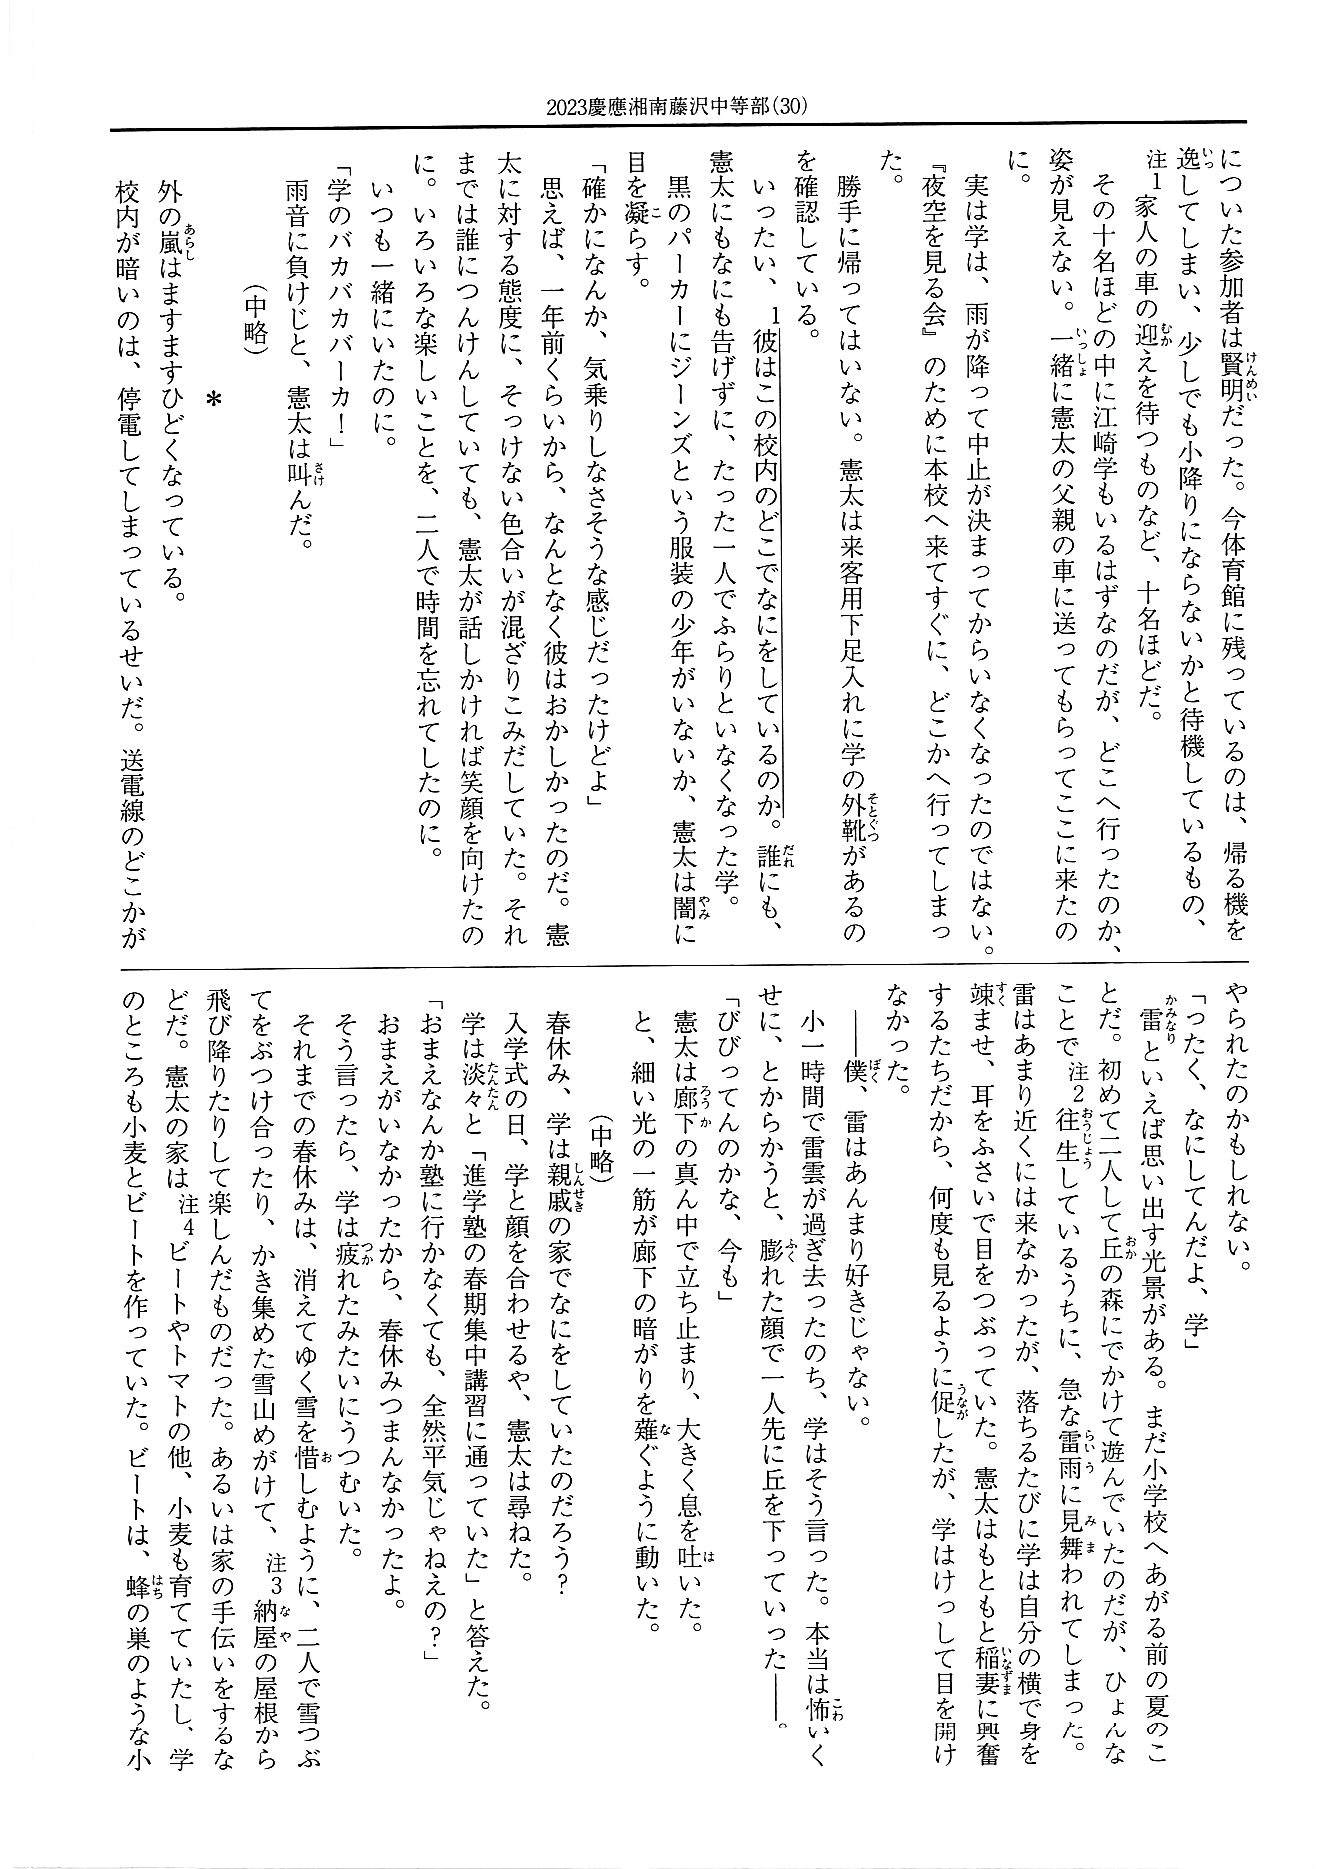 2023慶應湘南藤沢中等部(30)
についた参加者は賢明だった。今体育館に残っているのは、帰る機を
逸してしまい、少しでも小降りにならないかと待機しているもの、
注1家人の車の迎えを待つものなど、十名ほどだ。
その十名ほどの中に江崎学もいるはずなのだが、どこへ行ったのか、
姿が見えない。一緒に憲太の父親の車に送ってもらってここに来たの
に。
実は学は、雨が降って中止が決まってからいなくなったのではない。
『夜空を見る会』のために本校へ来てすぐに、どこかへ行ってしまっ
た。
勝手に帰ってはいない。憲太は来客用下足入れに学の外靴があるの
を確認している。
いったい、1彼はこの校内のどこでなにをしているのか。誰にも、
憲太にもなにも告げずに、たった一人でふらりといなくなった学。
黒のパーカーにジーンズという服装の少年がいないか、憲太は闇に
目を凝らす。
「確かになんか、気乗りしなさそうな感じだったけどよ」
思えば、一年前くらいから、なんとなく彼はおかしかったのだ。憲
太に対する態度に、そっけない色合いが混ざりこみだしていた。それ
までは誰につんけんしていても、憲太が話しかければ笑顔を向けたの
に。いろいろな楽しいことを、二人で時間を忘れてしたのに。
いつも一緒にいたのに。
「学のバカバカバーカ!」
雨音に負けじと、憲太は叫んだ。
(中略)
*
外の嵐はますますひどくなっている。
校内が暗いのは、停電してしまっているせいだ。送電線のどこかが
やられたのかもしれない。
「ったく、なにしてんだよ、学」
雷といえば思い出す光景がある。まだ小学校へあがる前の夏のこ
とだ。初めて二人して丘の森にでかけて遊んでいたのだが、ひょんな
ことで注2往生しているうちに、急な雷雨に見舞われてしまった。
雷はあまり近くには来なかったが、落ちるたびに学は自分の横で身を
竦ませ、耳をふさいで目をつぶっていた。憲太はもともと稲妻に興奮
するたちだから、何度も見るように促したが、学はけっして目を開け
なかった。
――僕、雷はあんまり好きじゃない。
小一時間で雷雲が過ぎ去ったのち、学はそう言った。本当は怖いく
せに、とからかうと、膨れた顔で一人先に丘を下っていった――。
「びびってんのかな、今も」
憲太は廊下の真ん中で立ち止まり、大きく息を吐いた。
と、細い光の一筋が廊下の暗がりを薙ぐように動いた。
(中略)
春休み、学は親戚の家でなにをしていたのだろう?
入学式の日、学と顔を合わせるや、憲太は尋ねた。
学は淡々と「進学塾の春期集中講習に通っていた」と答えた。
「おまえなんか塾に行かなくても、全然平気じゃねえの?」
おまえがいなかったから、春休みつまんなかったよ。
そう言ったら、学は疲れたみたいにうつむいた。
それまでの春休みは、消えてゆく雪を惜しむように、二人で雪つぶ
てをぶつけ合ったり、かき集めた雪山めがけて、注3納屋の屋根から
飛び降りたりして楽しんだものだった。あるいは家の手伝いをするな
どだ。憲太の家は注4ビートやトマトの他、小麦も育てていたし、学
のところも小麦とビートを作っていた。ビートは、蜂の巣のような小